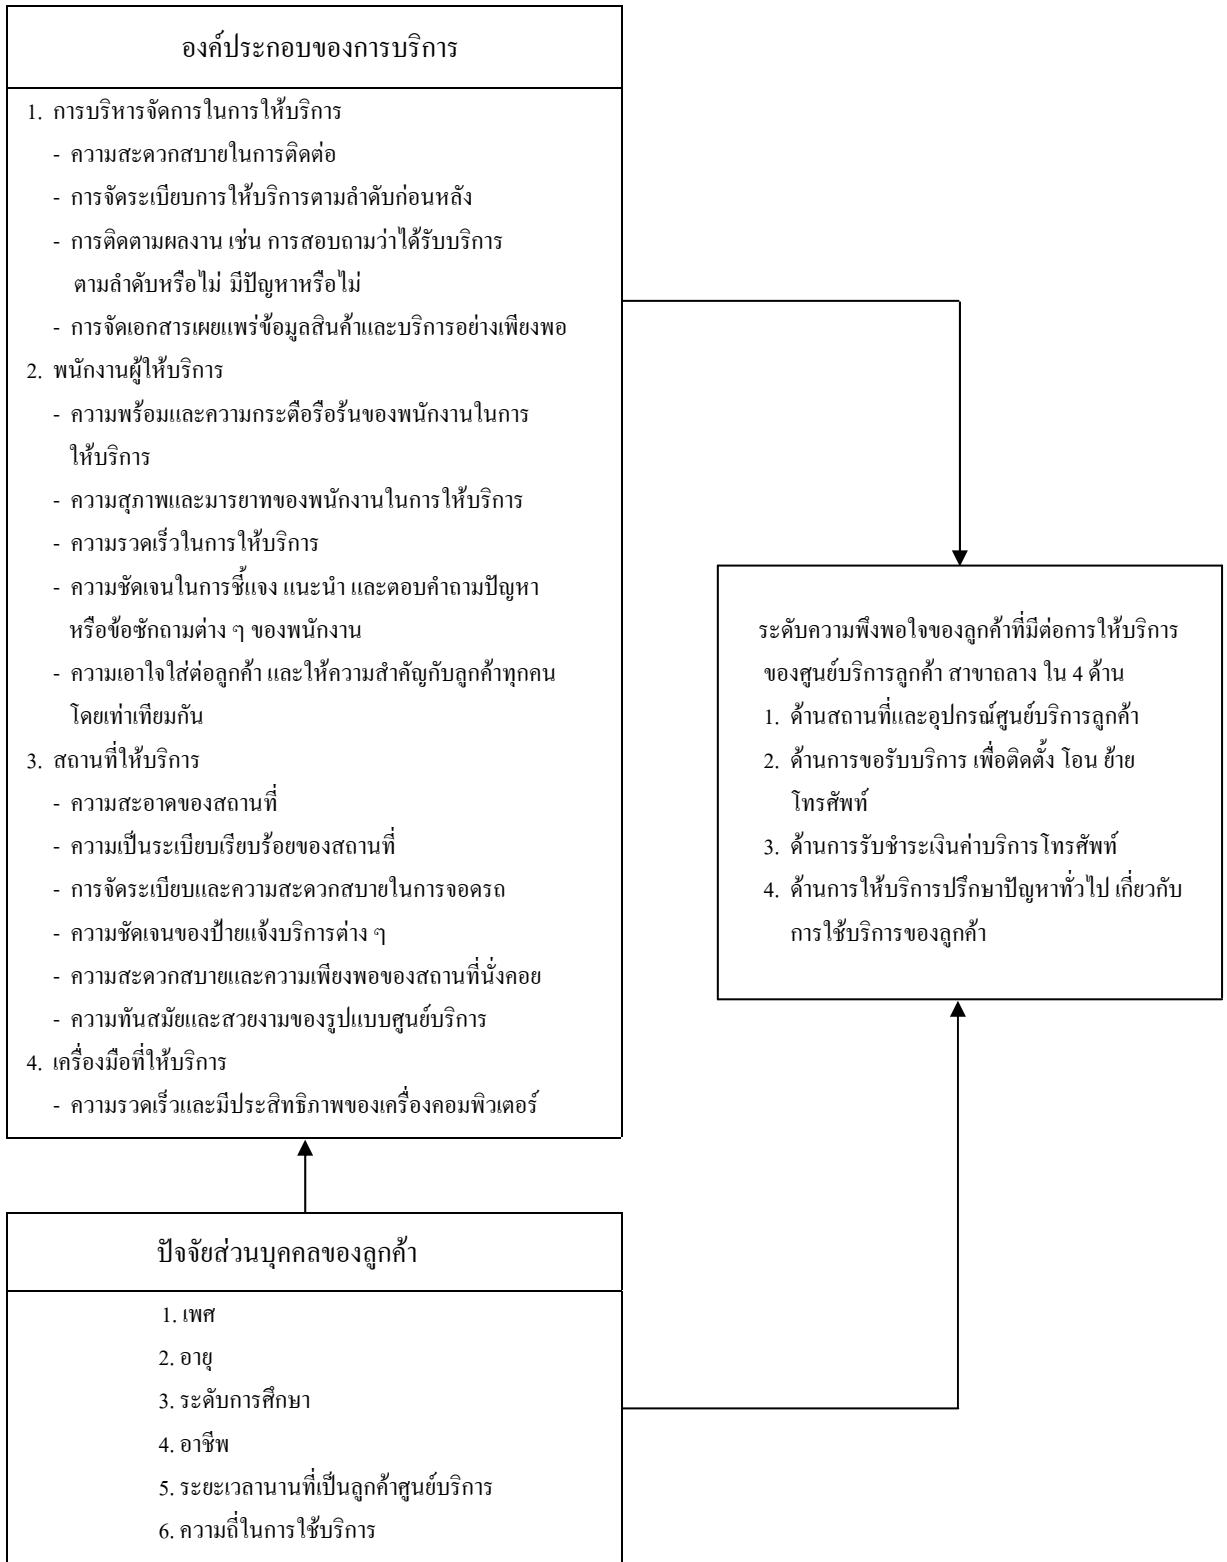 องค์ประกอบของการบริการ
1. การบริหารจัดการในการให้บริการ
- ความสะดวกสบายในการติดต่อ
- การจัดระเบียบการให้บริการตามลำดับก่อนหลัง
- การติดตามผลงาน เช่น การสอบถามว่าได้รับบริการ
ตามลำดับหรือไม่ มีปัญหาหรือไม่
- การจัดเอกสารเผยแพร่ข้อมูลสินค้าและบริการอย่างเพียงพอ
2. พนักงานผู้ให้บริการ
- ความพร้อมและความกระตือรือร้นของพนักงานในการ
ให้บริการ
- ความสุภาพและมารยาทของพนักงานในการให้บริการ
- ความรวดเร็วในการให้บริการ
- ความชัดเจนในการชี้แจง แนะนำ และตอบคำถามปัญหา
หรือข้อซักถามต่าง ๆ ของพนักงาน
- ความเอาใจใส่ต่อลูกค้า และให้ความสำคัญกับลูกค้าทุกคน
โดยเท่าเทียมกัน
3. สถานที่ให้บริการ
- ความสะอาดของสถานที่
- ความเป็นระเบียบเรียบร้อยของสถานที่
- การจัดระเบียบและความสะดวกสบายในการจอดรถ
- ความชัดเจนของป้ายแจ้งบริการต่าง ๆ
- ความสะดวกสบายและความเพียงพอของสถานที่นั่งคอย
- ความทันสมัยและสวยงามของรูปแบบศูนย์บริการ
4. เครื่องมือที่ให้บริการ
- ความรวดเร็วและมีประสิทธิภาพของเครื่องคอมพิวเตอร์
ระดับความพึงพอใจของลูกค้าที่มีต่อการให้บริการ
ของศูนย์บริการลูกค้า สาขาถลาง ใน 4 ด้าน
1. ด้านสถานที่และอุปกรณ์ศูนย์บริการลูกค้า
2. ด้านการขอรับบริการ เพื่อติดตั้ง โอน ย้าย
โทรศัพท์
3. ด้านการรับชำระเงินค่าบริการโทรศัพท์
4. ด้านการให้บริการปรึกษาปัญหาทั่วไป เกี่ยวกับ
การใช้บริการของลูกค้า
ปัจจัยส่วนบุคคลของลูกค้า
1. เพศ
2. อายุ
3. ระดับการศึกษา
4. อาชีพ
5. ระยะเวลานานที่เป็นลูกค้าศูนย์บริการ
6. ความถี่ในการใช้บริการ